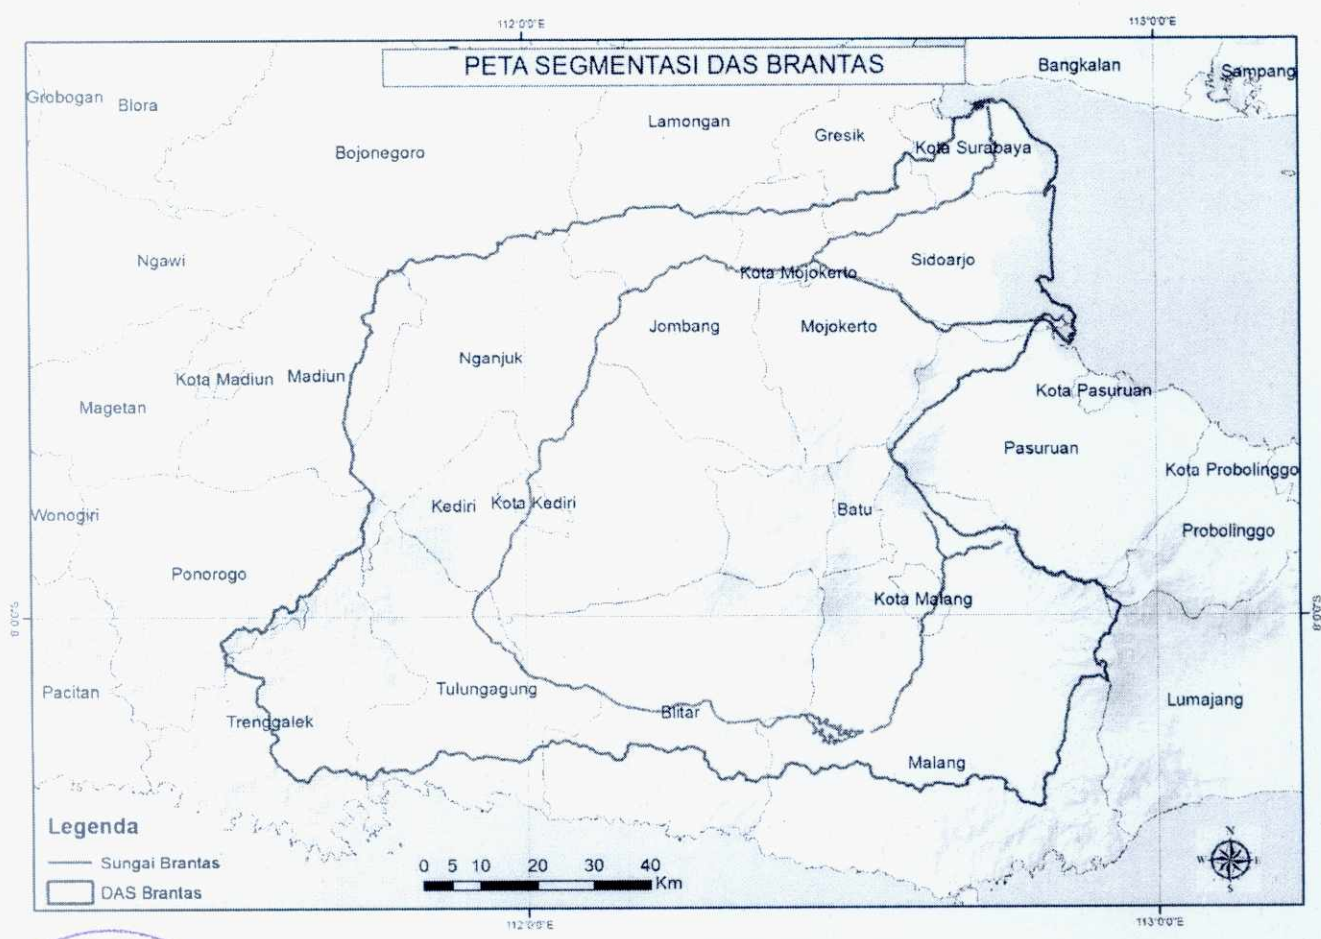 112°0'0"E
113°0'0"E
PETA SEGMENTASI DAS BRANTAS
Bangkalan
Sampang
Grobogan
Blora
Lamongan
Gresik
Bojonegoro
Kota Surabaya
Ngawi
Sidoarjo
Kota Mojokerto
Jombang
Mojokerto
Nganjuk
Kota Madiun
Madiun
Magetan
Kota Pasuruan
Pasuruan
Kota Probolinggo
Kediri
Kota Kediri
Batu
Wonogiri
Probolinggo
Ponorogo
Kota Malang
8°0'0"S
8°0'0"S
Pacitan
Tulungagung
Lumajang
Trenggalek
Blitar
Malang
Legenda
Sungai Brantas
DAS Brantas
0 5 10 20 30 40
Km
N
W E
S
112°0'0"E
113°0'0"E